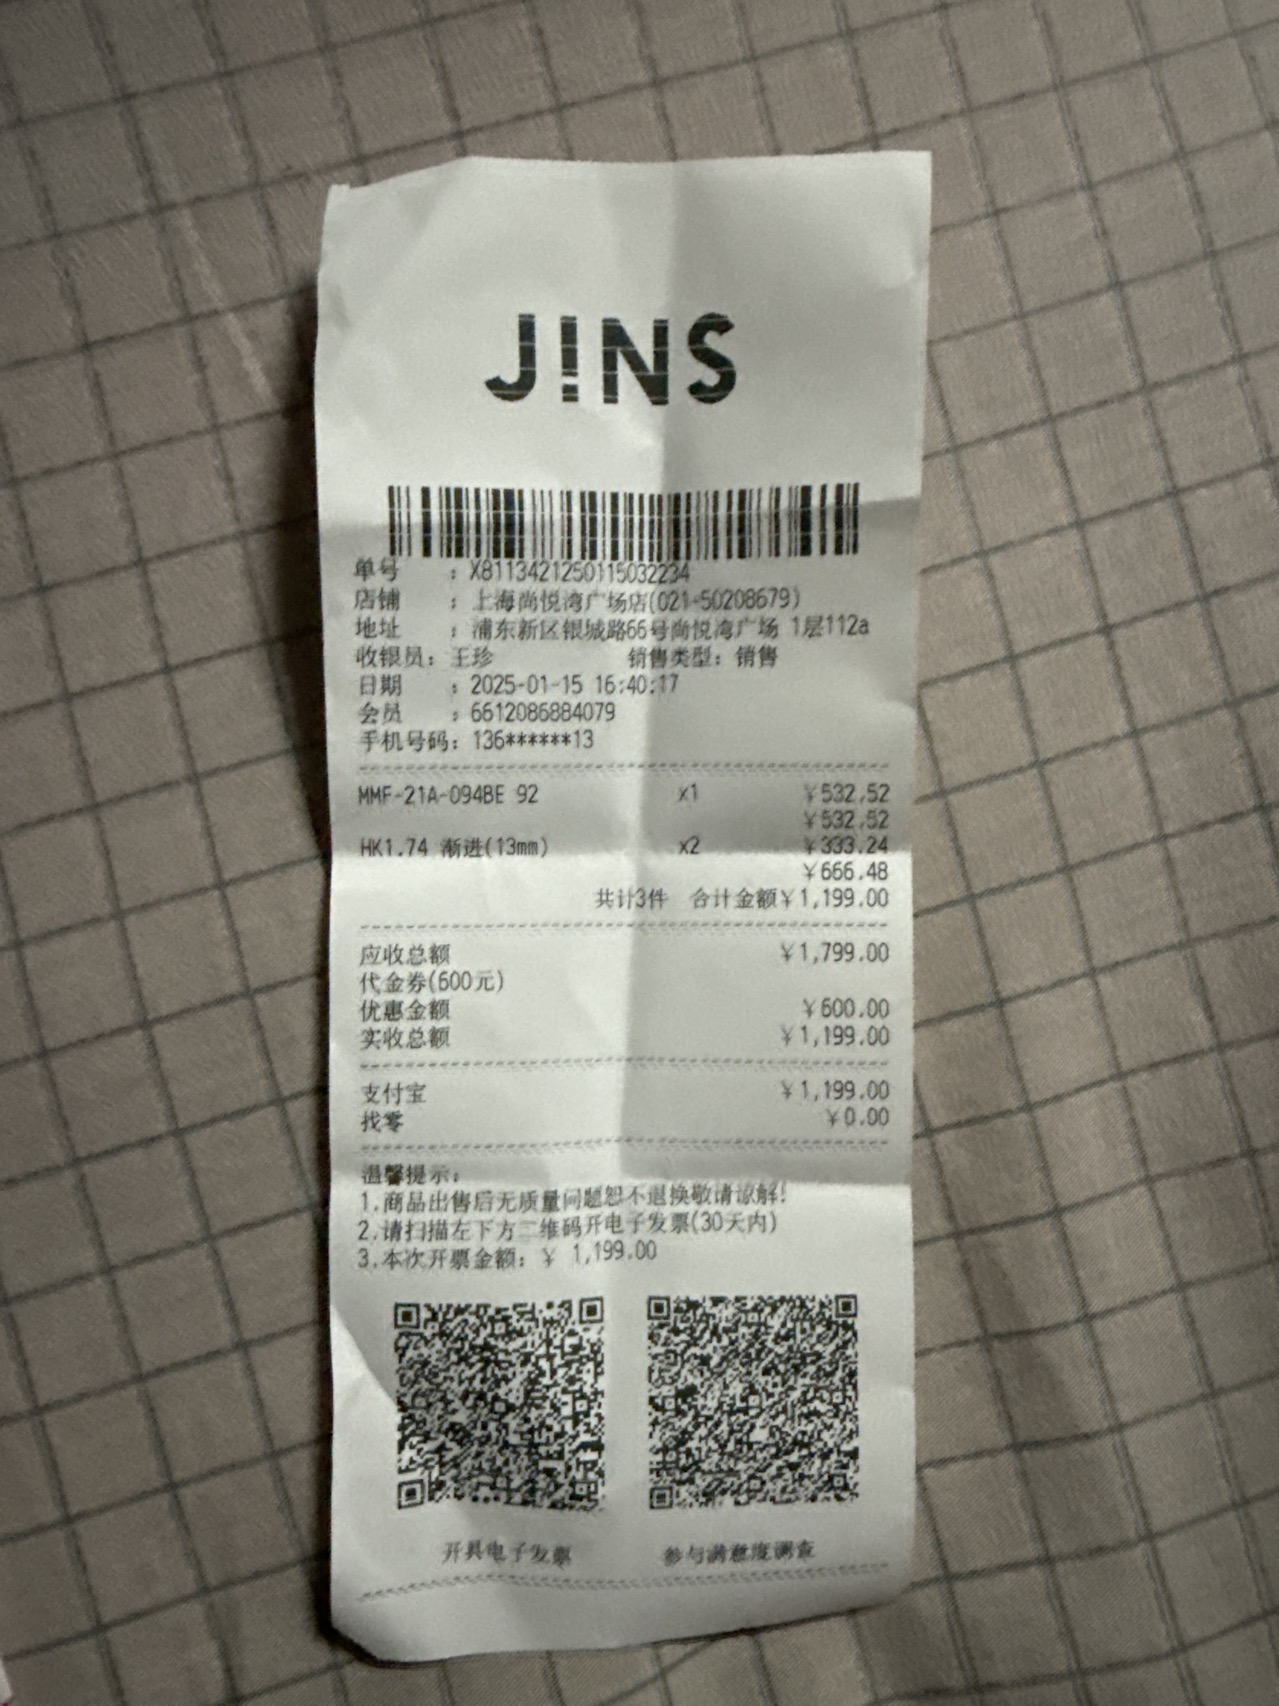 JINS
单号 : X81134212501150322​34
店铺 : 上海尚悦湾广场店(021-50208679)
地址 : 浦东新区银城路66号尚悦湾广场 1层112a
收银员: 王珍 销售类型: 销售
日期 : 2025-01-15 16:40:17
会员 : 6612086884079
手机号码: 136******13
MMF-21A-094BE 92 x1 ¥532.52
¥532.52
HK1.74 渐进(13mm) x2 ¥333.24
¥666.48
共计3件 合计金额¥1,199.00
应收总额 ¥1,799.00
代金券(600元)
优惠金额 ¥600.00
实收总额 ¥1,199.00
支付宝 ¥1,199.00
找零 ¥0.00
温馨提示:
1.商品出售后无质量问题恕不退换敬请谅解!
2.请扫描左下方二维码开电子发票(30天内)
3.本次开票金额: ¥ 1,199.00
开具电子发票 参与满意度调查